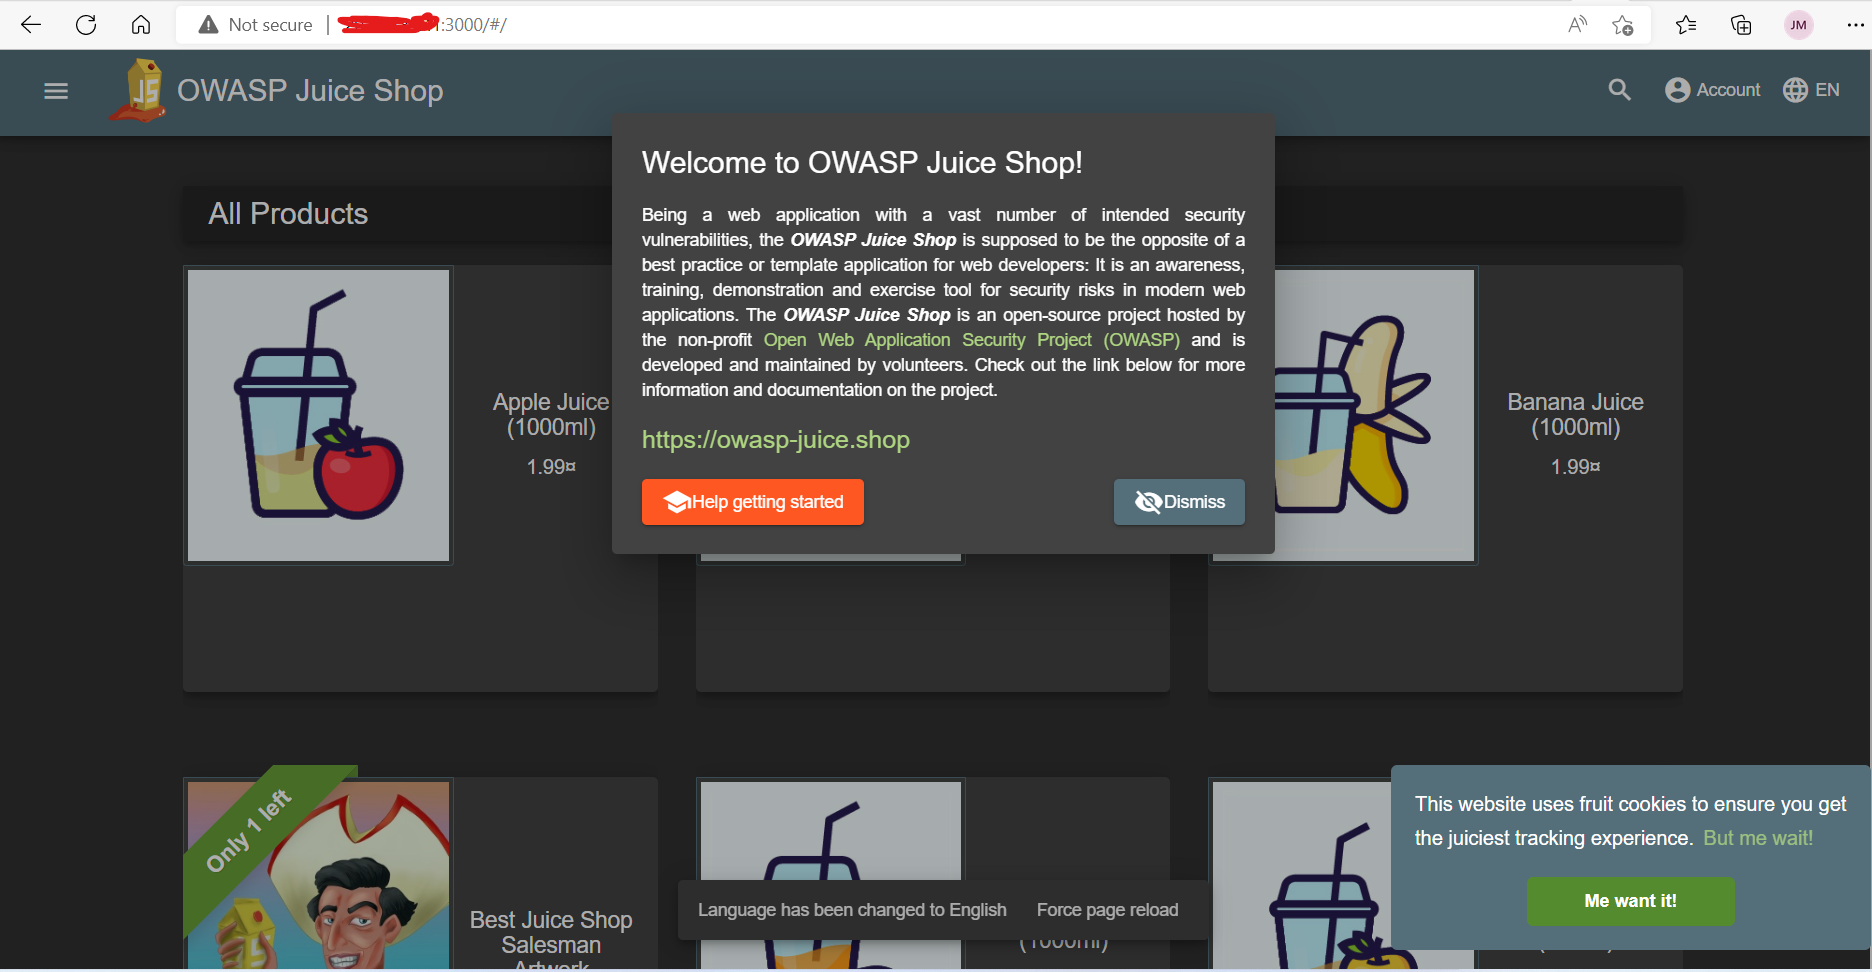 Not secure
:3000/#/
JM
JS
OWASP Juice Shop
Account
EN
Welcome to OWASP Juice Shop!
Being a web application with a vast number of intended security
vulnerabilities, the OWASP Juice Shop is supposed to be the opposite of a
best practice or template application for web developers: It is an awareness,
training, demonstration and exercise tool for security risks in modern web
applications. The OWASP Juice Shop is an open-source project hosted by
the non-profit Open Web Application Security Project (OWASP) and is
developed and maintained by volunteers. Check out the link below for more
information and documentation on the project.
https://owasp-juice.shop
Help getting started
Dismiss
All Products
Apple Juice
(1000ml)
1.99¤
Banana Juice
(1000ml)
1.99¤
Only 1 left
JS
Best Juice Shop
Salesman
Artwork
(1000ml)
Language has been changed to English
Force page reload
This website uses fruit cookies to ensure you get
the juiciest tracking experience. But me wait!
Me want it!